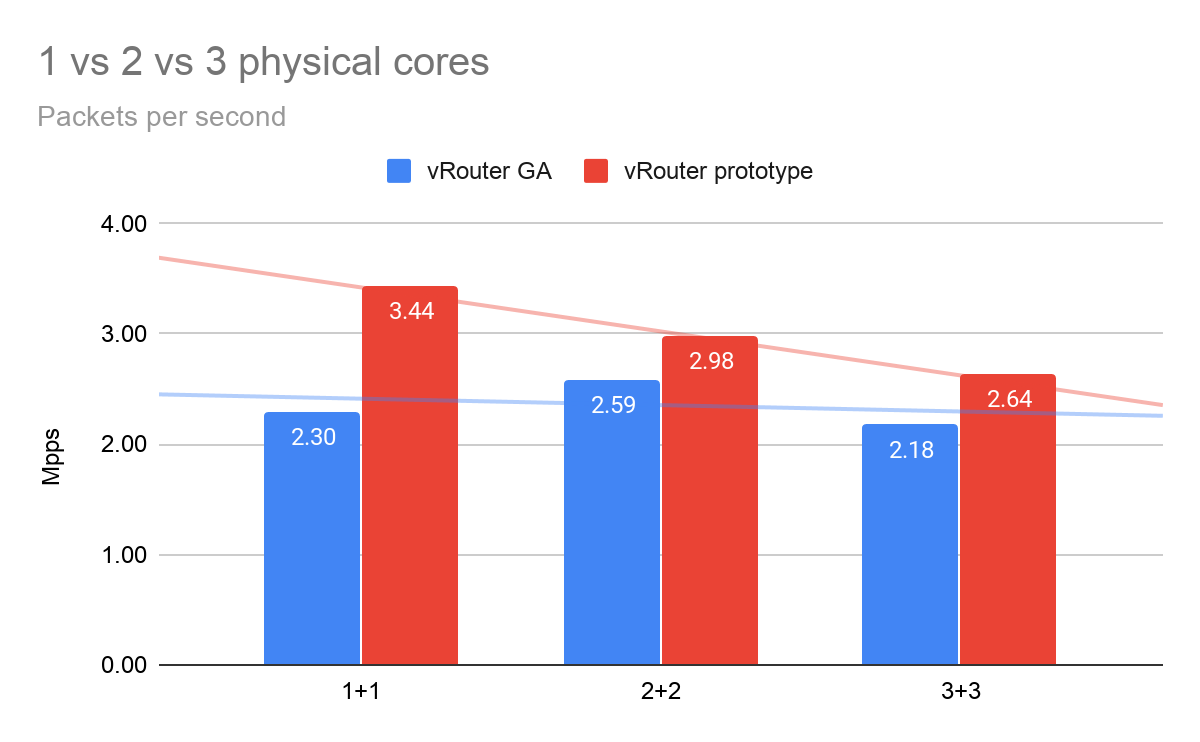 1 vs 2 vs 3 physical cores
Packets per second
vRouter GA
vRouter prototype
4.00
3.00
2.00
1.00
0.00
Mpps
2.30
3.44
2.59
2.98
2.18
2.64
1+1
2+2
3+3